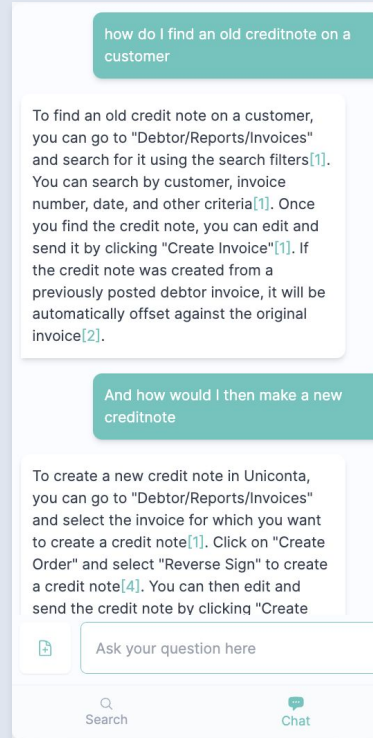 how do I find an old creditnote on a
customer
To find an old credit note on a customer,
you can go to "Debtor/Reports/Invoices"
and search for it using the search filters[1].
You can search by customer, invoice
number, date, and other criteria[1]. Once
you find the credit note, you can edit and
send it by clicking "Create Invoice"[1]. If
the credit note was created from a
previously posted debtor invoice, it will be
automatically offset against the original
invoice[2].
And how would I then make a new
creditnote
To create a new credit note in Uniconta,
you can go to "Debtor/Reports/Invoices"
and select the invoice for which you want
to create a credit note[1]. Click on "Create
Order" and select "Reverse Sign" to create
a credit note[4]. You can then edit and
send the credit note by clicking "Create
Ask your question here
Search
Chat